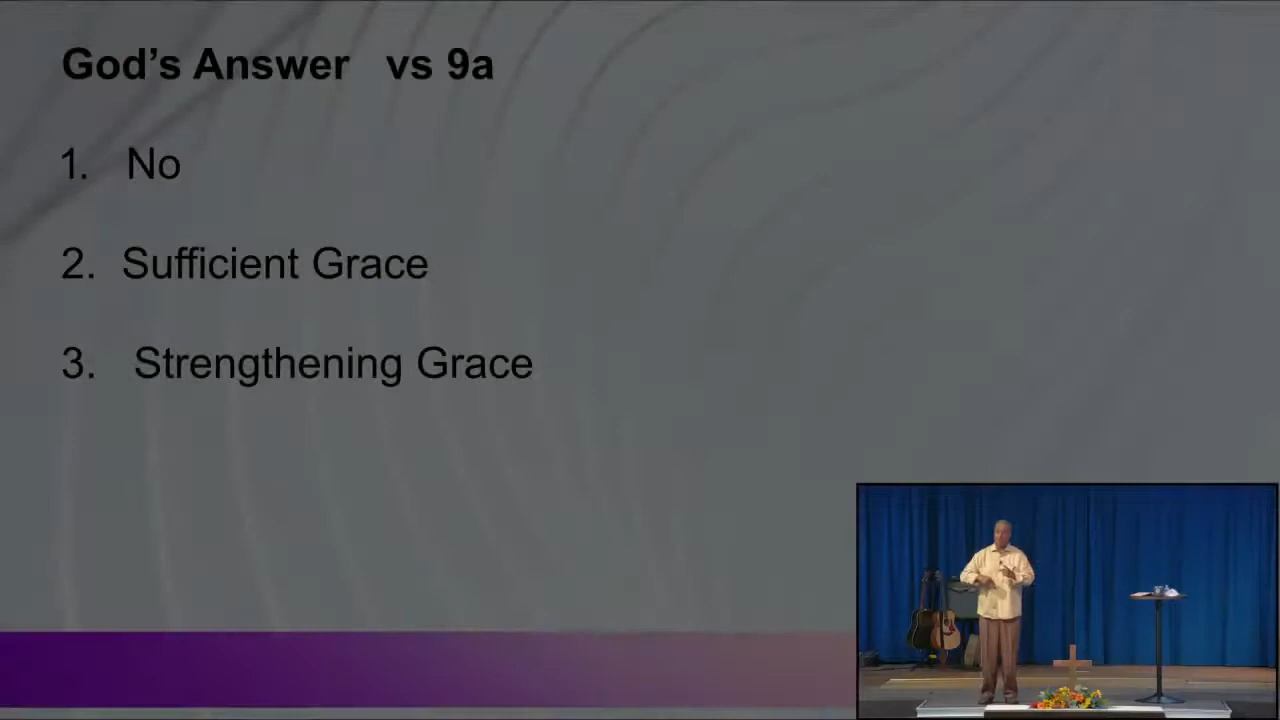 God’s Answer vs 9a
1. No
2. Sufficient Grace
3. Strengthening Grace